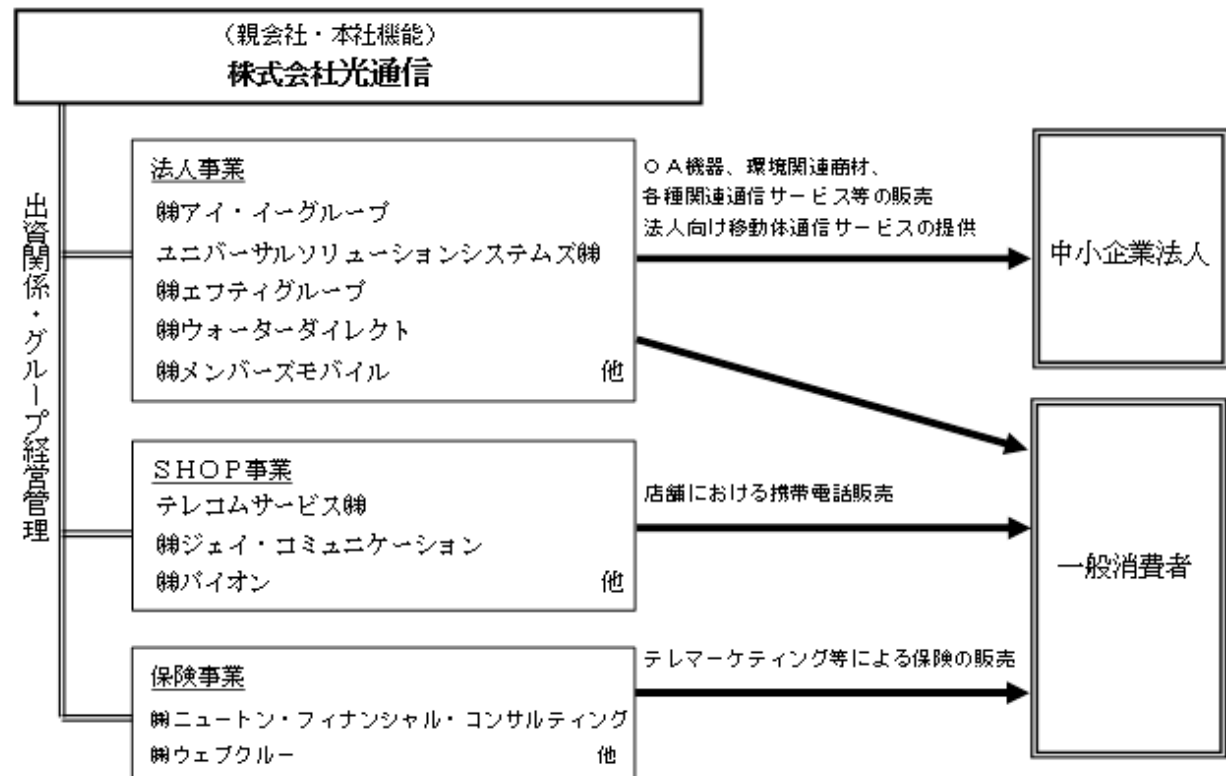 （親会社・本社機能）
株式会社光通信
出資関係・グループ経営管理
法人事業
㈱アイ・イーグループ
ユニバーサルソリューションシステムズ㈱
㈱エフティグループ
㈱ウォーターダイレクト
㈱メンバーズモバイル 他
ＯＡ機器、環境関連商材、
各種関連通信サービス等の販売
法人向け移動体通信サービスの提供
中小企業法人
ＳＨＯＰ事業
テレコムサービス㈱
㈱ジェイ・コミュニケーション
㈱パイオン 他
店舗における携帯電話販売
一般消費者
保険事業
㈱ニュートン・フィナンシャル・コンサルティング
㈱ウェブクルー 他
テレマーケティング等による保険の販売